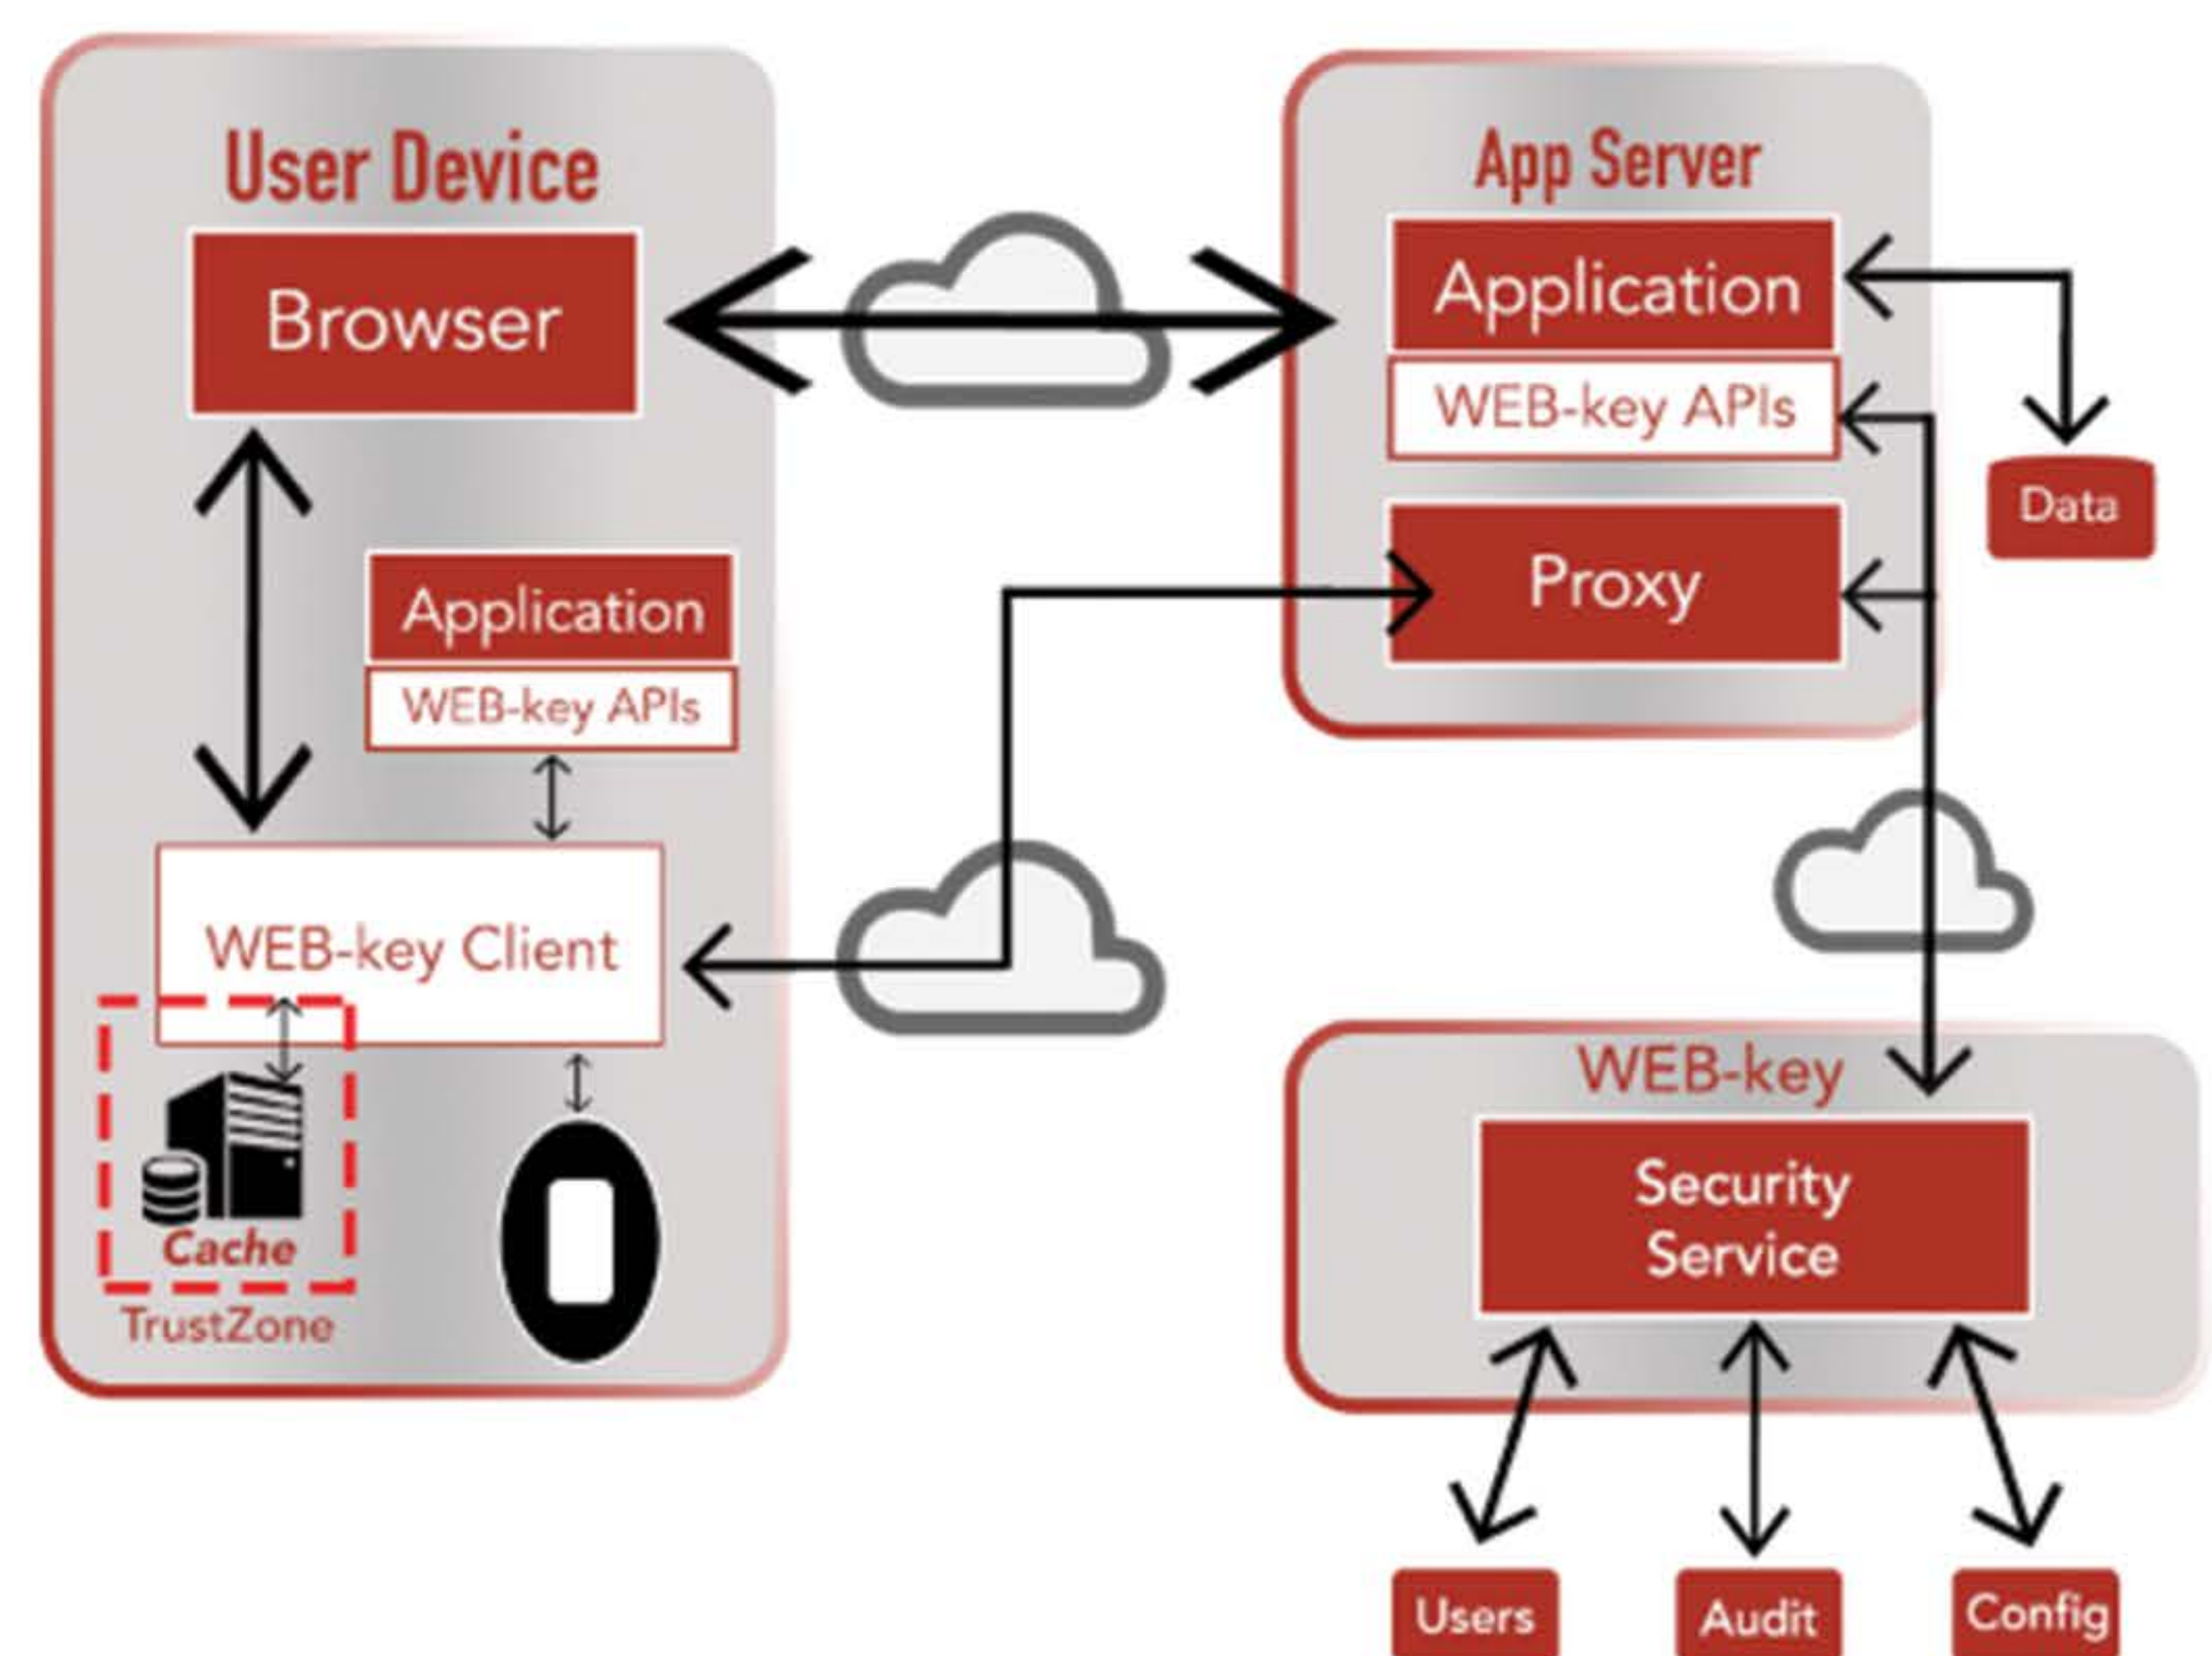 User Device
Browser
Application
WEB-key APIs
WEB-key Client
Cache
TrustZone
App Server
Application
WEB-key APIs
Proxy
Data
WEB-key
Security
Service
Users
Audit
Config